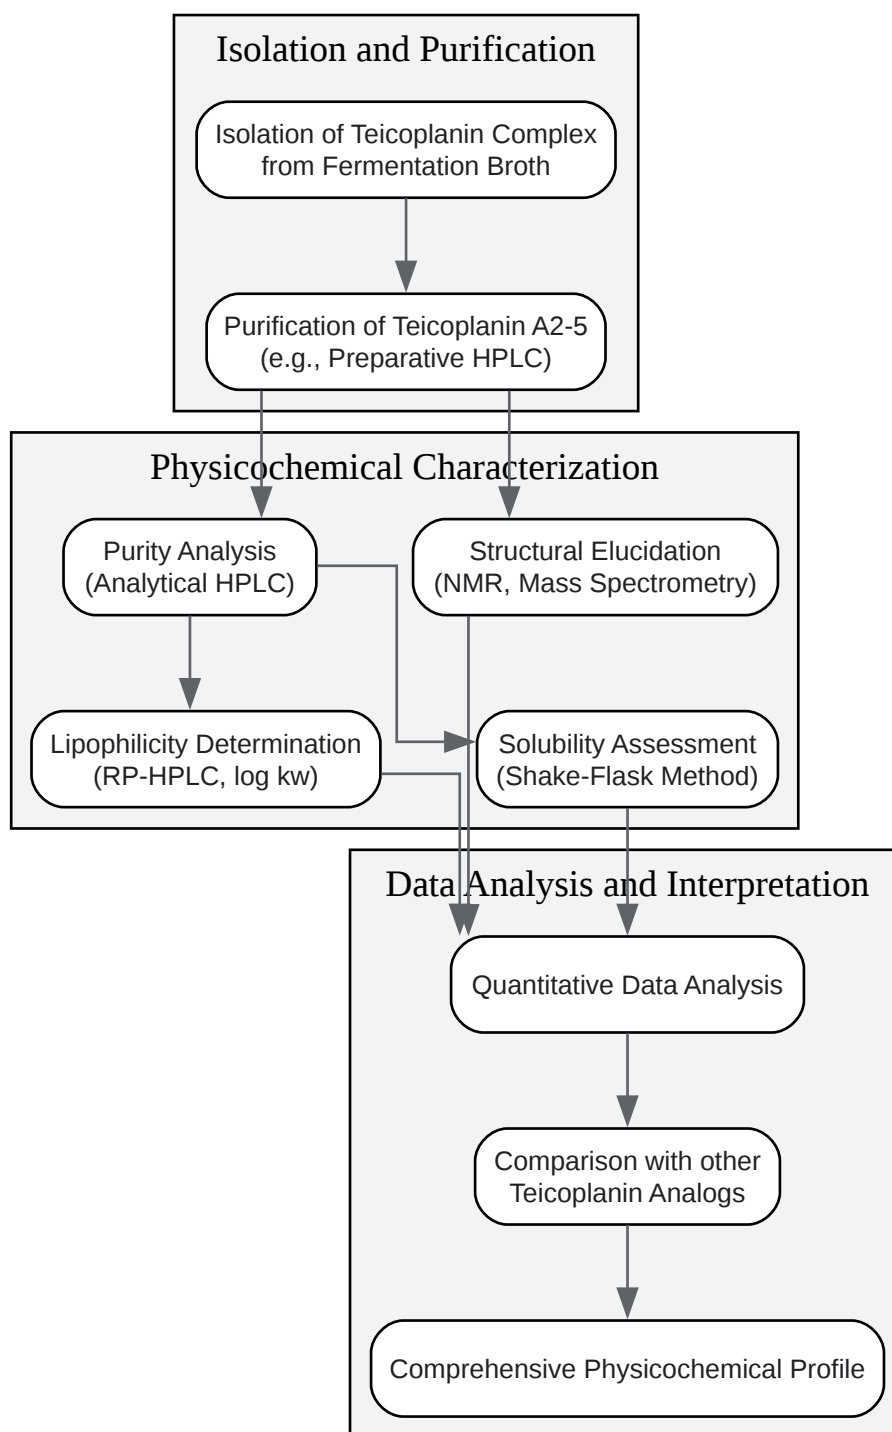 Isolation and Purification
Isolation of Teicoplanin Complex
from Fermentation Broth
Purification of Teicoplanin A2-5
(e.g., Preparative HPLC)
Physicochemical Characterization
Purity Analysis
(Analytical HPLC)
Structural Elucidation
(NMR, Mass Spectrometry)
Lipophilicity Determination
(RP-HPLC, log kw)
Solubility Assessment
(Shake-Flask Method)
Data Analysis and Interpretation
Quantitative Data Analysis
Comparison with other
Teicoplanin Analogs
Comprehensive Physicochemical Profile